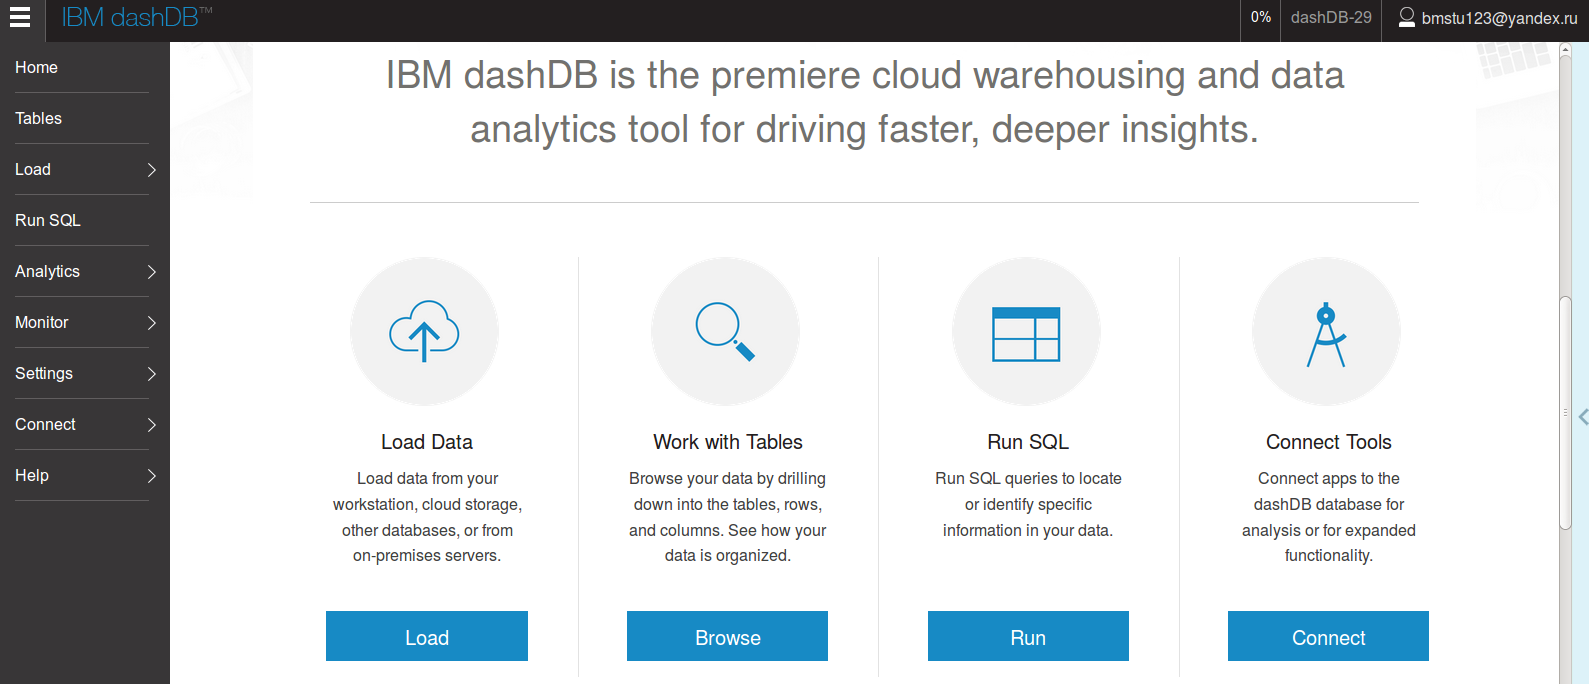 IBM dashDB™
0%
dashDB-29
bmstu123@yandex.ru
Home
Tables
Load
Run SQL
Analytics
Monitor
Settings
Connect
Help
IBM dashDB is the premiere cloud warehousing and data
analytics tool for driving faster, deeper insights.
Load Data
Load data from your
workstation, cloud storage,
other databases, or from
on-premises servers.
Load
Work with Tables
Browse your data by drilling
down into the tables, rows,
and columns. See how your
data is organized.
Browse
Run SQL
Run SQL queries to locate
or identify specific
information in your data.
Run
Connect Tools
Connect apps to the
dashDB database for
analysis or for expanded
functionality.
Connect